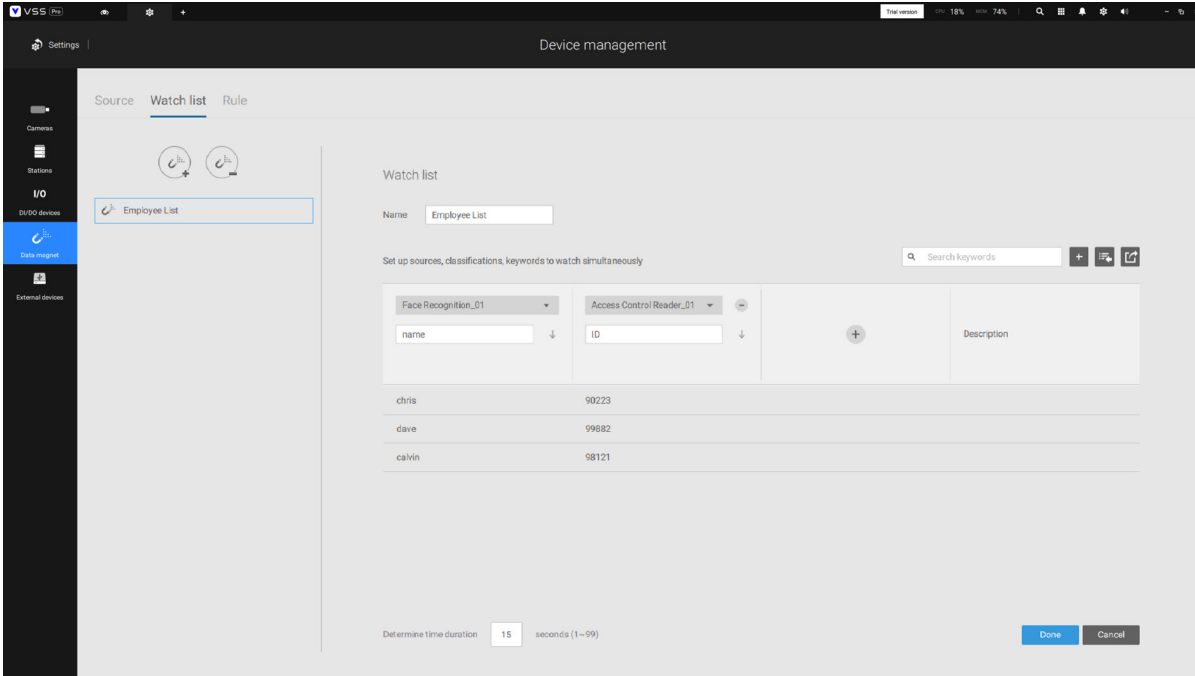 VSS Pro
+
Trial version CPU 18% MEM 74%
Settings
Device management
Source Watch list Rule
Cameras
Stations
I/O
DI/DO devices
Data magnet
External devices
Employee List
Watch list
Name Employee List
Set up sources, classifications, keywords to watch simultaneously
Search keywords
Face Recognition_01 Access Control Reader_01
name ID
Description
chris 90223
dave 99882
calvin 98121
Determine time duration 15 seconds (1~99)
Done Cancel